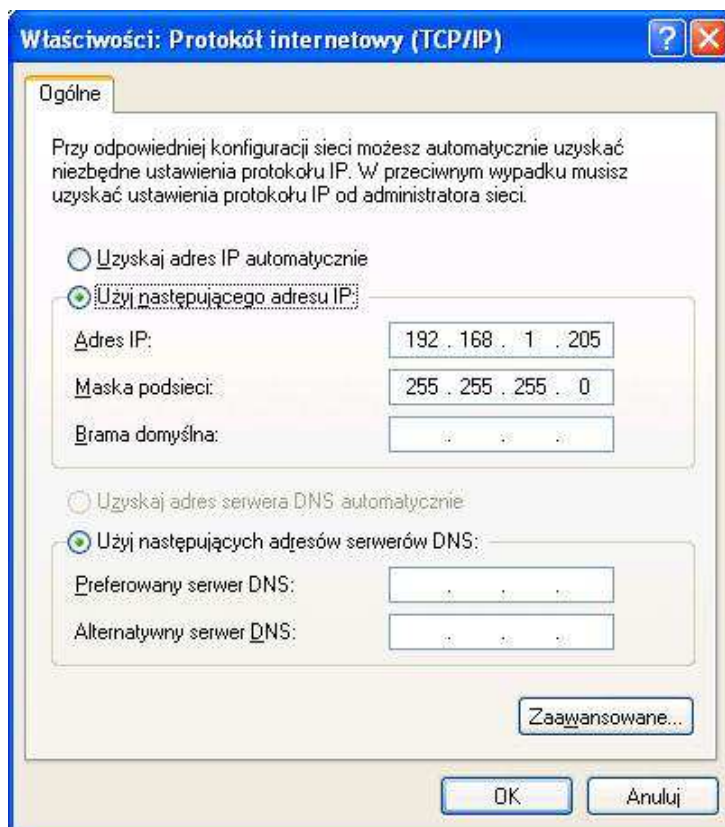 Właściwości: Protokół internetowy (TCP/IP)
Ogólne
Przy odpowiedniej konfiguracji sieci możesz automatycznie uzyskać
niezbędne ustawienia protokołu IP. W przeciwnym wypadku musisz
uzyskać ustawienia protokołu IP od administratora sieci.
Uzyskaj adres IP automatycznie
Użyj następującego adresu IP:
Adres IP: 192 . 168 . 1 . 205
Maska podsieci: 255 . 255 . 255 . 0
Brama domyślna: . . .
Uzyskaj adres serwera DNS automatycznie
Użyj następujących adresów serwerów DNS:
Preferowany serwer DNS: . . .
Alternatywny serwer DNS: . . .
Zaawansowane...
OK Anuluj